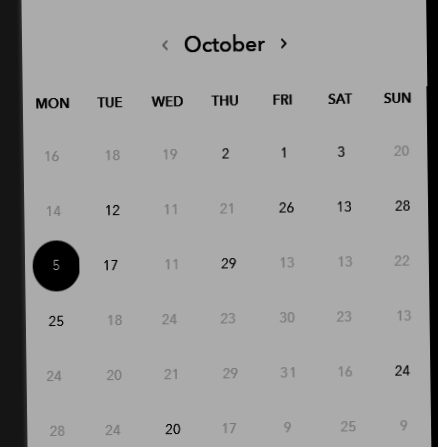 ‹ October ›
MON TUE WED THU FRI SAT SUN
16 18 19 2 1 3 20
14 12 11 21 26 13 28
5 17 11 29 13 13 22
25 18 24 23 30 23 13
24 20 21 29 31 16 24
28 24 20 17 9 25 9